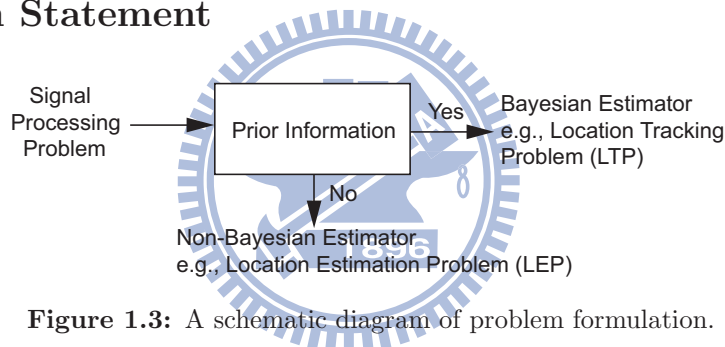 Statement
Signal
Processing
Problem
Prior Information
Yes
Bayesian Estimator
e.g., Location Tracking
Problem (LTP)
No
Non-Bayesian Estimator
e.g., Location Estimation Problem (LEP)
1896
Figure 1.3: A schematic diagram of problem formulation.